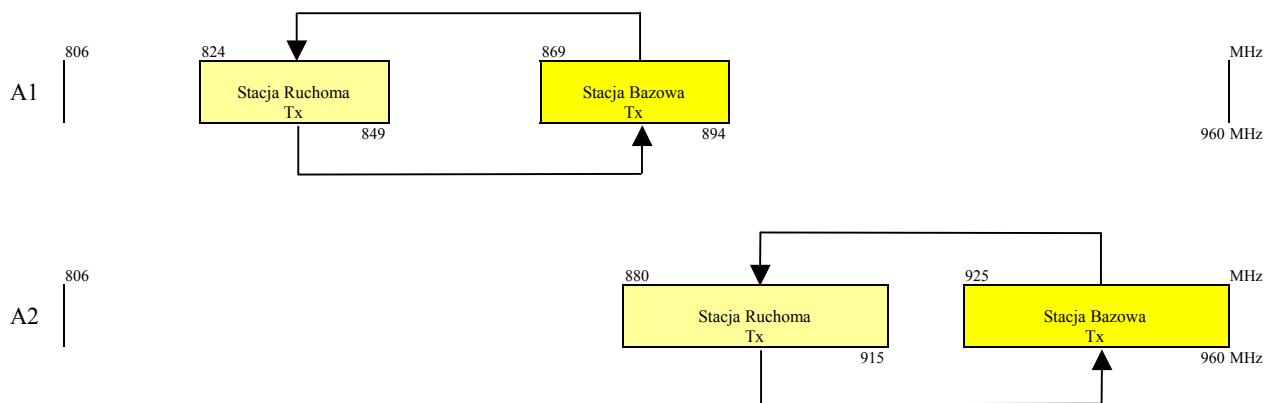 806
824
869
MHz
A1
Stacja Ruchoma
Tx
Stacja Bazowa
Tx
849
894
960 MHz
806
880
925
MHz
A2
Stacja Ruchoma
Tx
Stacja Bazowa
Tx
915
960 MHz